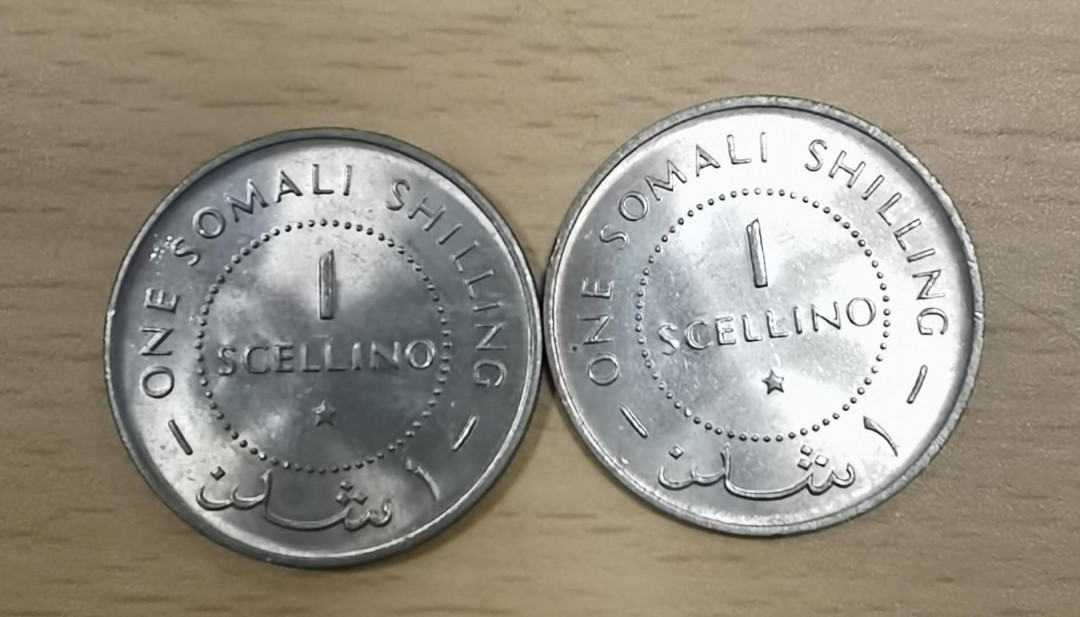 ONE SOMALI SHILLING
1
SCELLINO
١ شلن
ONE SOMALI SHILLING
1
SCELLINO
١ شلن